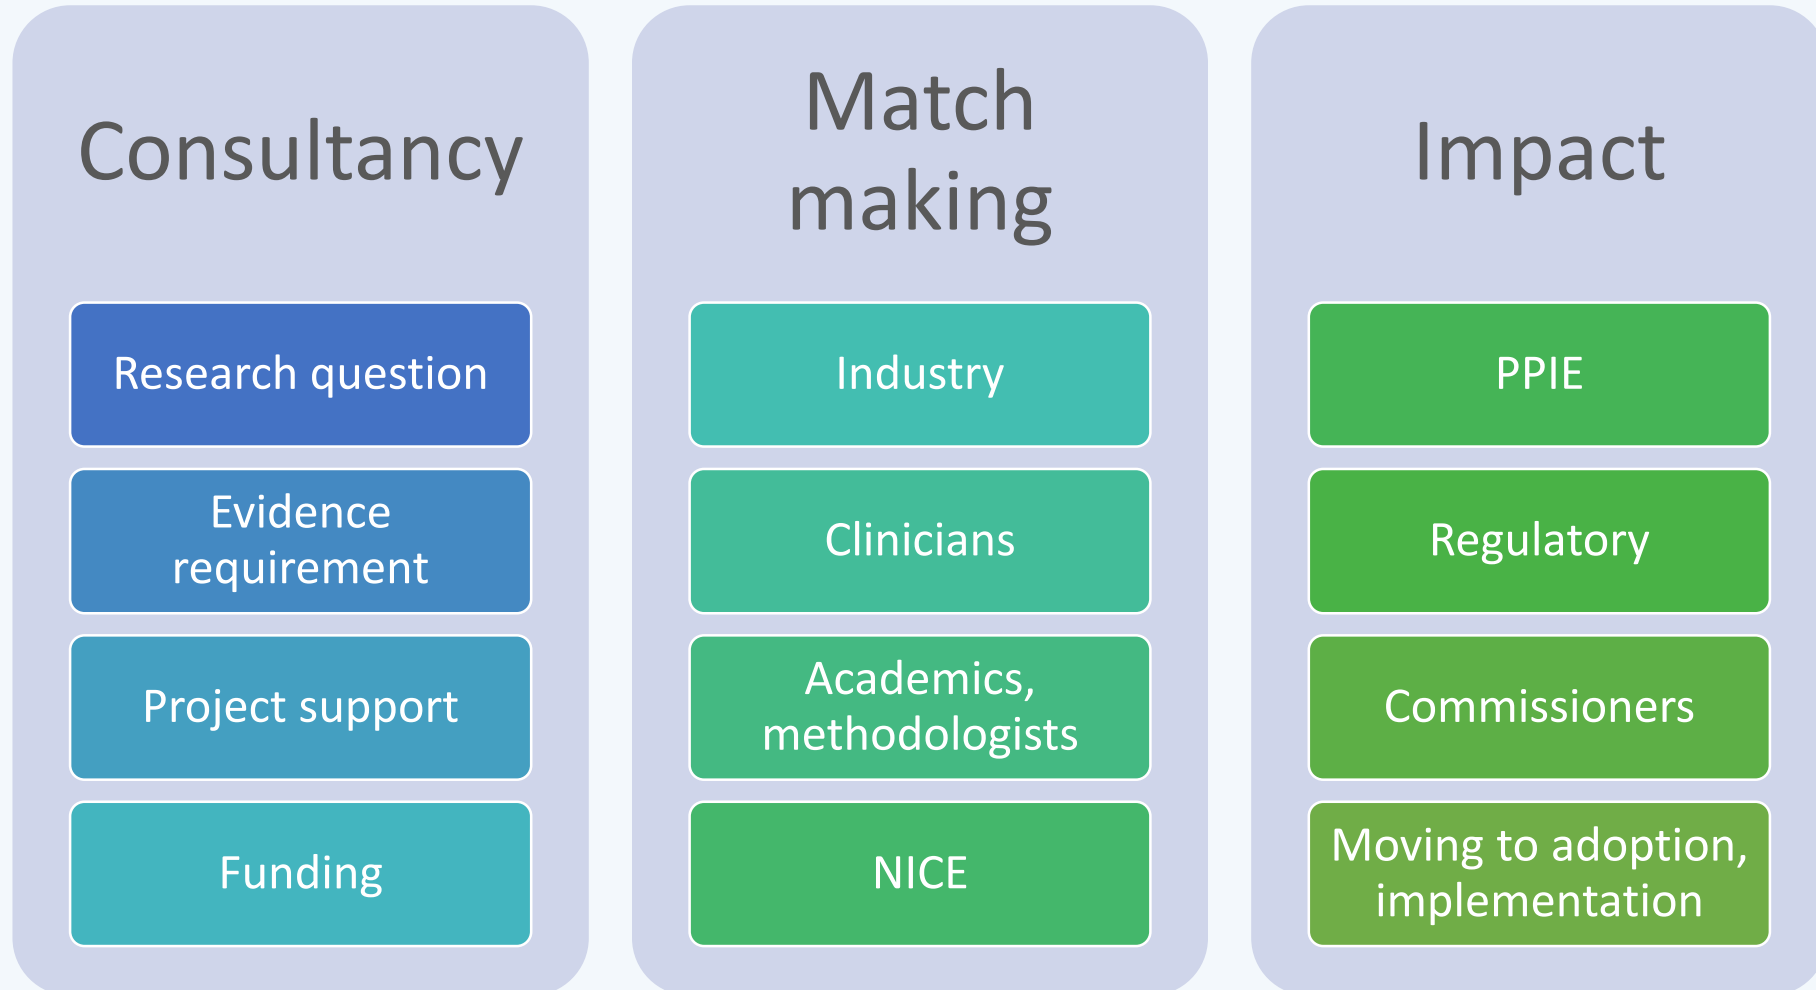 Consultancy
Research question
Evidence
requirement
Project support
Funding
Match
making
Industry
Clinicians
Academics,
methodologists
NICE
Impact
PPIE
Regulatory
Commissioners
Moving to adoption,
implementation